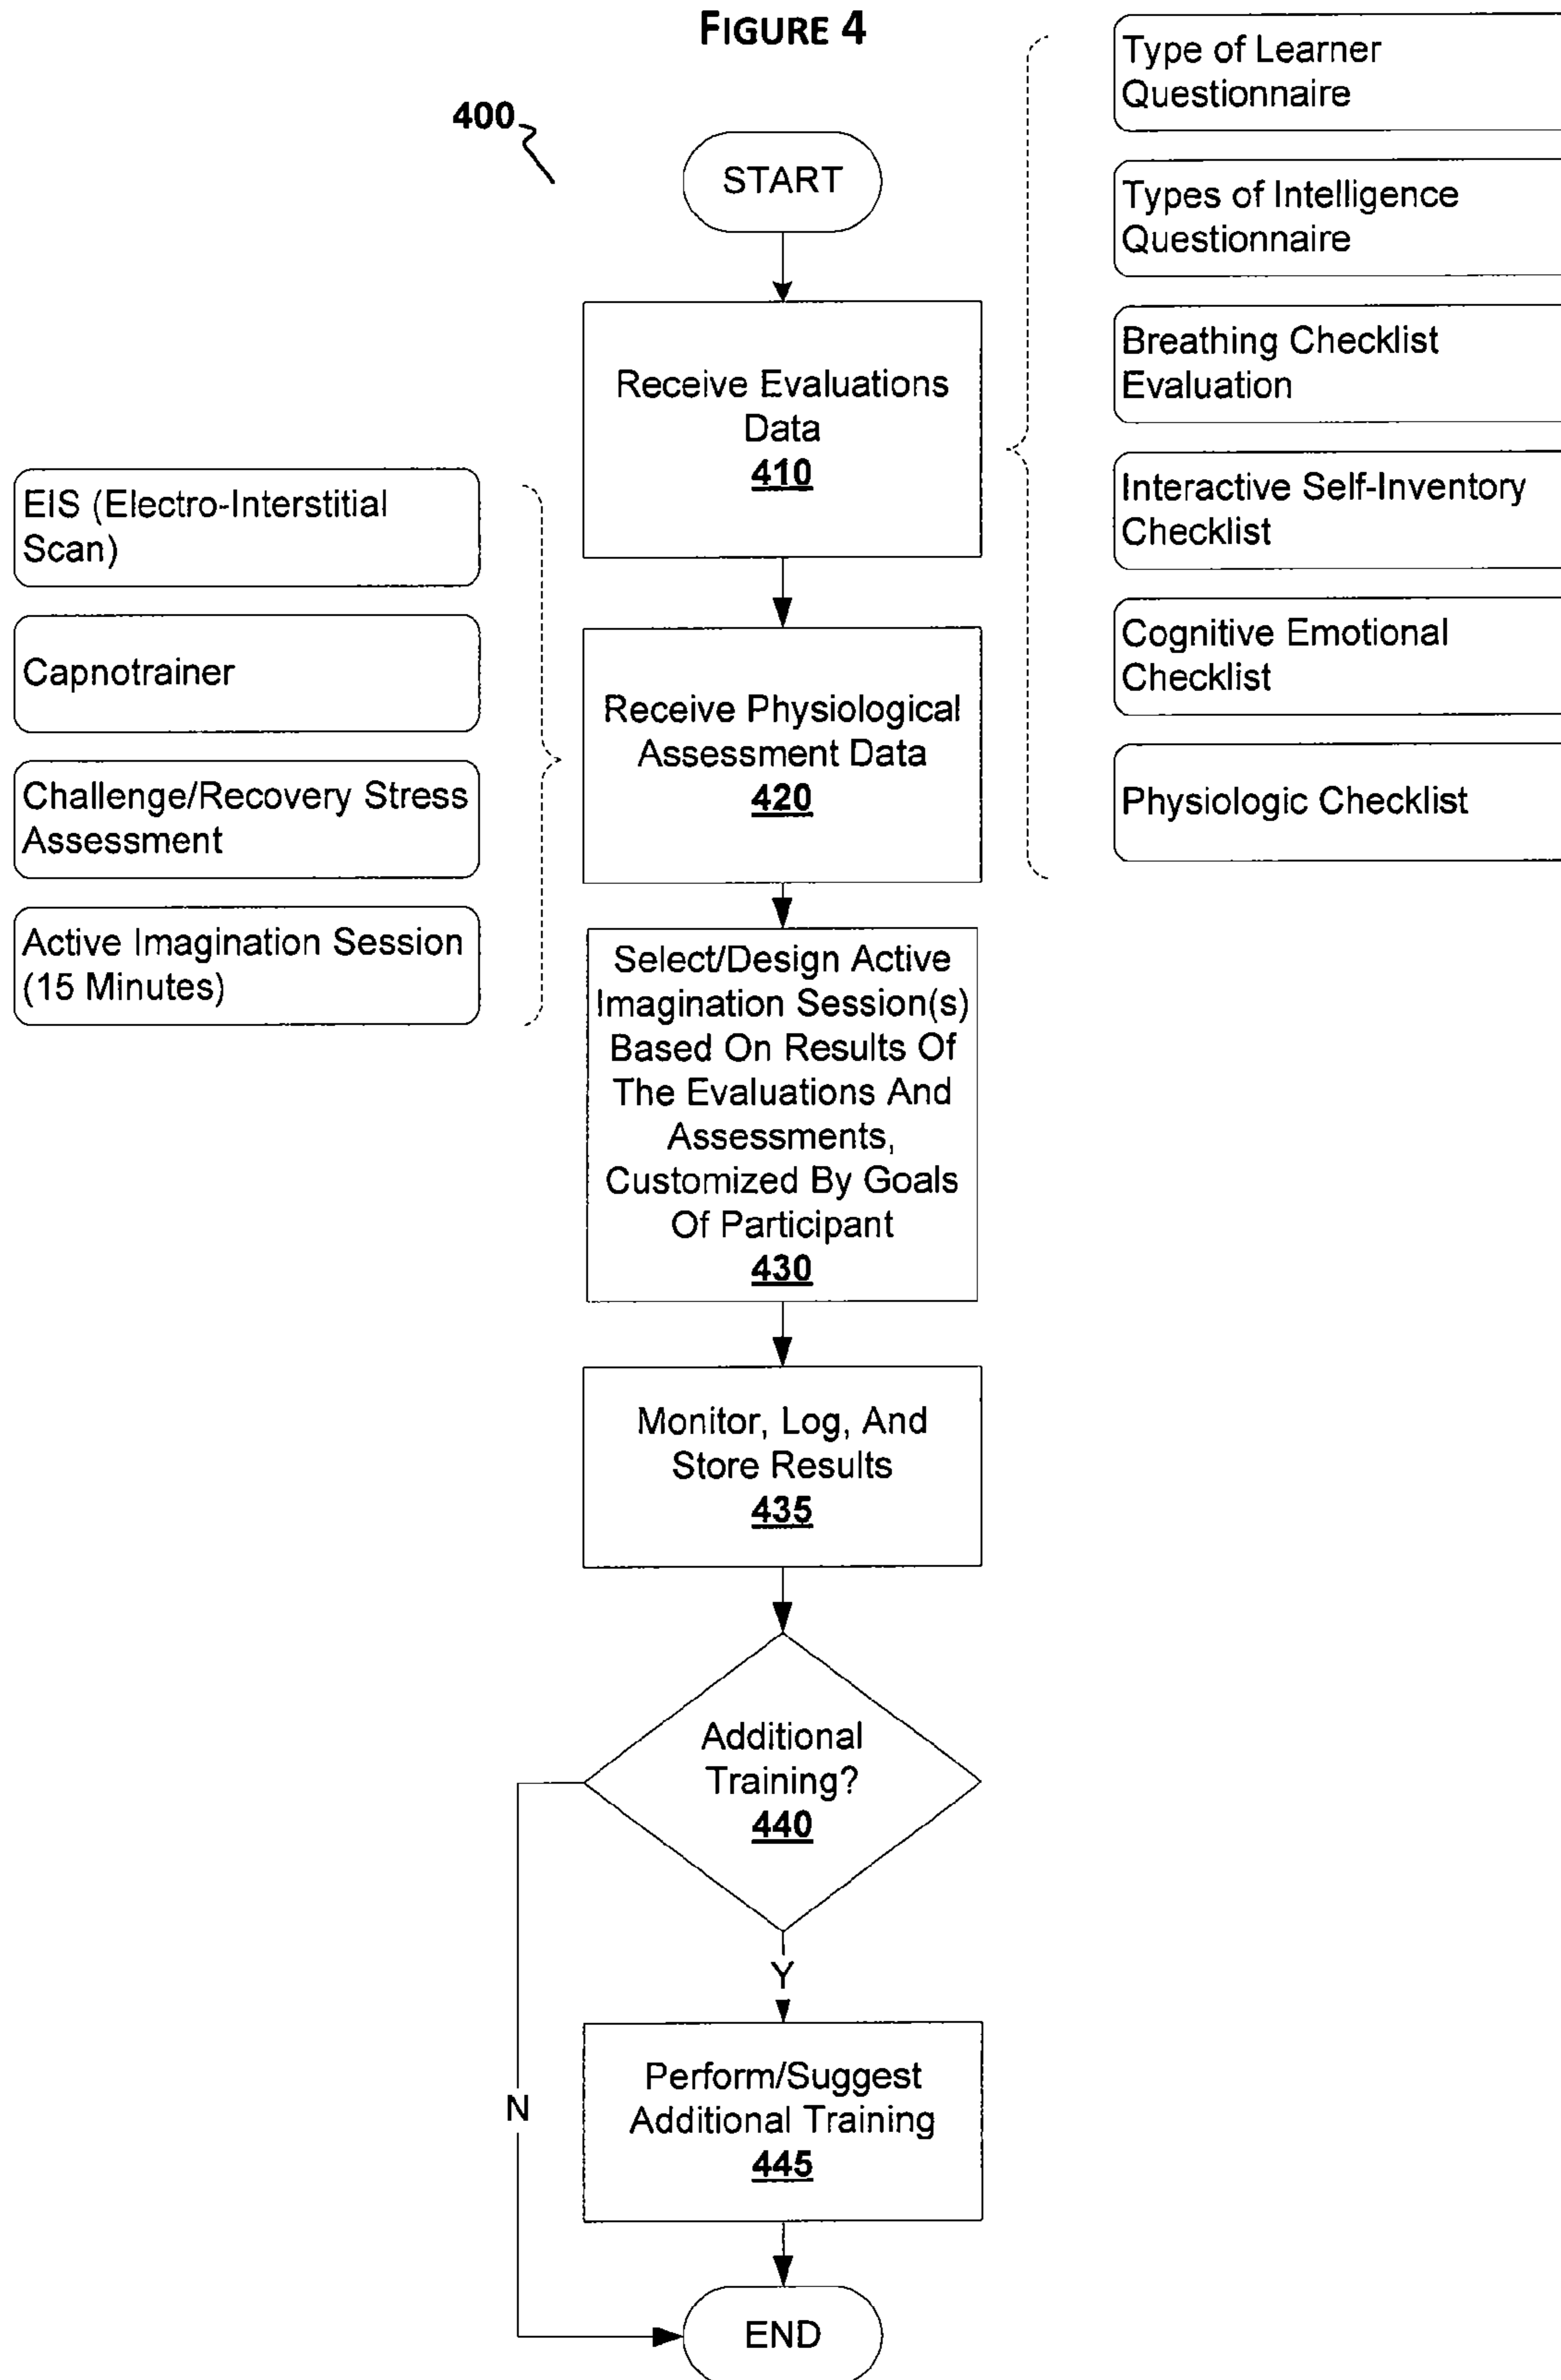 FIGURE 4
400
START
Receive Evaluations
Data
410
Type of Learner
Questionnaire
Types of Intelligence
Questionnaire
Breathing Checklist
Evaluation
Interactive Self-Inventory
Checklist
Cognitive Emotional
Checklist
Physiologic Checklist
EIS (Electro-Interstitial
Scan)
Capnotrainer
Challenge/Recovery Stress
Assessment
Active Imagination Session
(15 Minutes)
Receive Physiological
Assessment Data
420
Select/Design Active
Imagination Session(s)
Based On Results Of
The Evaluations And
Assessments,
Customized By Goals
Of Participant
430
Monitor, Log, And
Store Results
435
Additional
Training?
440
Y
N
Perform/Suggest
Additional Training
445
END